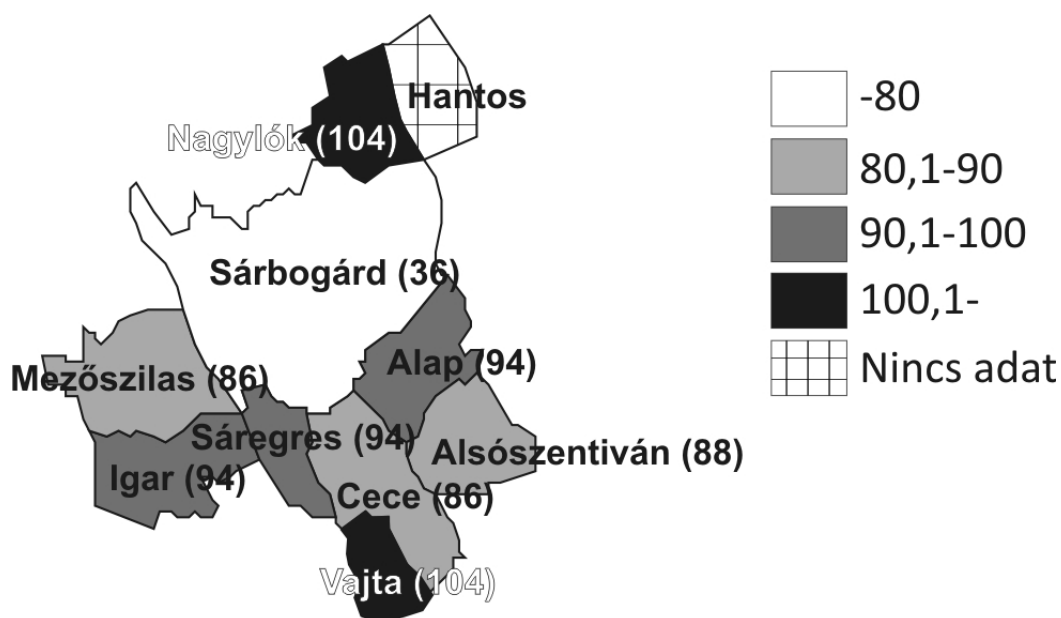 Hantos
Nagylók (104)
Sárbogárd (36)
Alap (94)
Mezőszilas (86)
Sáregres (94)
Alsószentiván (88)
Igar (94)
Cece (86)
Vajta (104)
-80
80,1-90
90,1-100
100,1-
Nincs adat